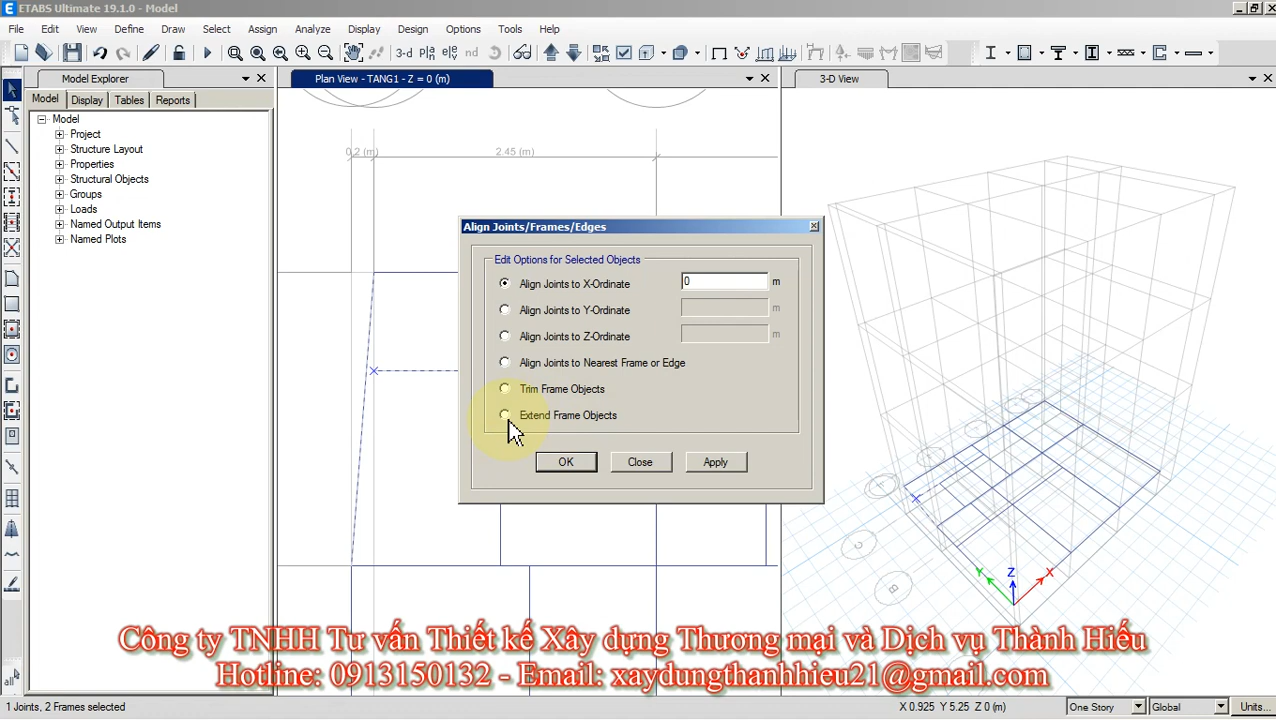 ETABS Ultimate 19.1.0 - Model
File Edit View Define Draw Select Assign Analyze Display Design Options Tools Help
3-d
nd
Model Explorer
Plan View - TANG1 - Z = 0 (m)
3-D View
Model Display Tables Reports
Model
Project
Structure Layout
Properties
Structural Objects
Groups
Loads
Named Output Items
Named Plots
0.2 (m)
2.45 (m)
Align Joints/Frames/Edges
Edit Options for Selected Objects
Align Joints to X-Ordinate 0 m
Align Joints to Y-Ordinate m
Align Joints to Z-Ordinate m
Align Joints to Nearest Frame or Edge
Trim Frame Objects
Extend Frame Objects
OK Close Apply
C
B
Y Z X
all
Công ty TNHH Tư vấn Thiết kế Xây dựng Thương mại và Dịch vụ Thành Hiếu
Hotline: 0913150132 - Email: xaydungthanhhieu21@gmail.com
1 Joints, 2 Frames selected
X 0.925 Y 5.25 Z 0 (m)
One Story
Global
Units...